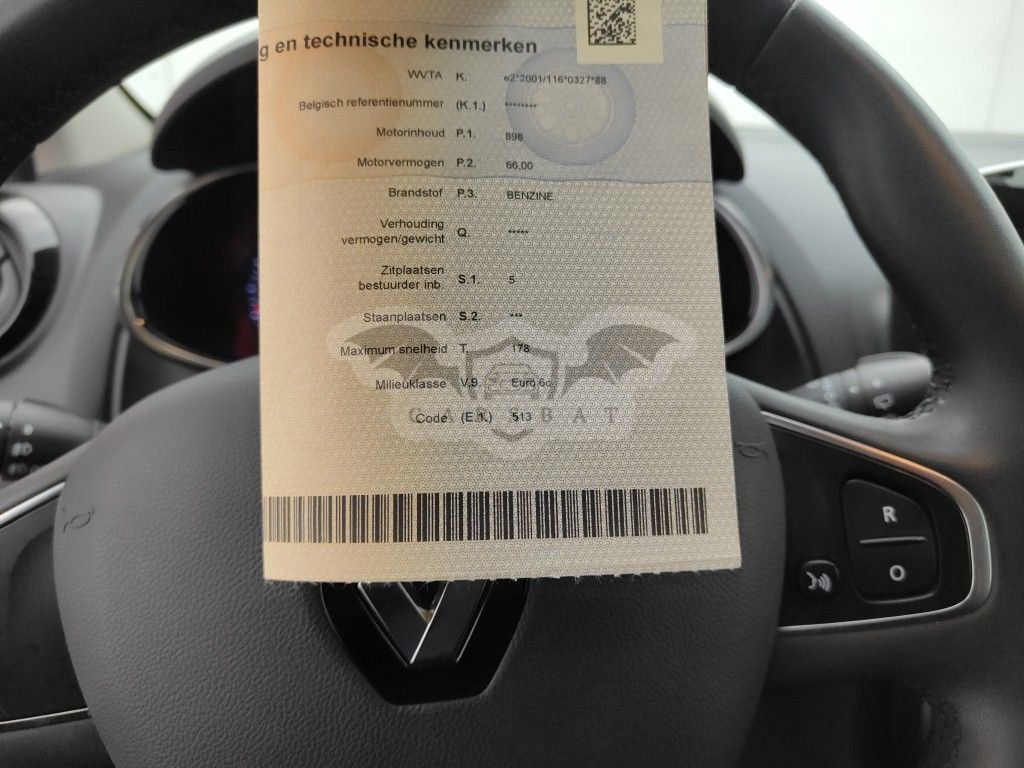 g en technische kenmerken
WVTA K. e2*2001/116*0327*88
Belgisch referentienummer (K.1.) ********
Motorinhoud P.1. 898
Motorvermogen P.2. 66,00
Brandstof P.3. BENZINE
Verhouding
vermogen/gewicht Q. *****
Zitplaatsen
bestuurder inb. S.1. 5
Staanplaatsen S.2. ***
Maximum snelheid T. 178
Milieuklasse V.9. Euro 6c
Code (E.1.) 513
BAT
R
O